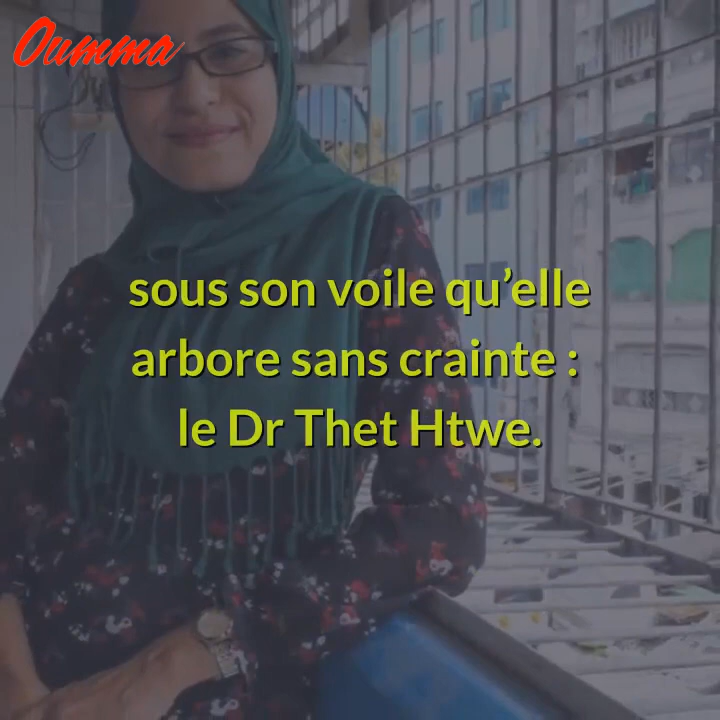 Oumma
sous son voile qu’elle
arbore sans crainte :
le Dr Thet Htwe.